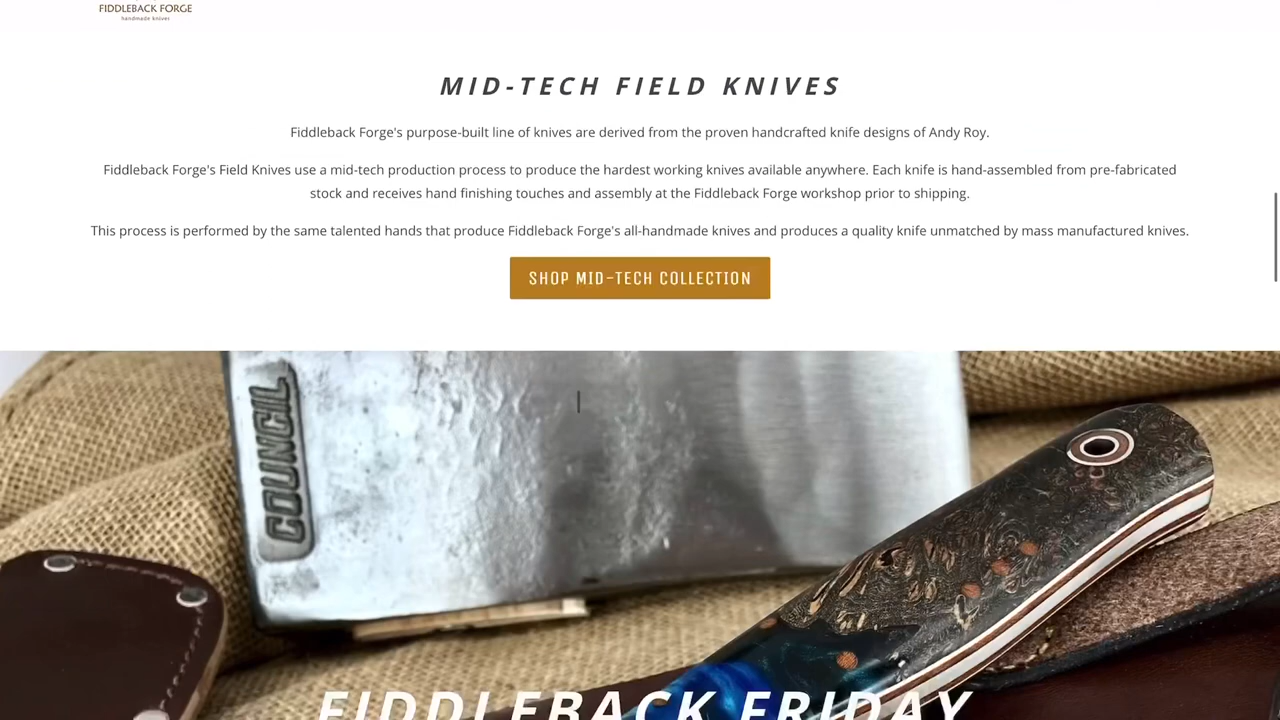 FIDDLEBACK FORGE
handmade knives
MID-TECH FIELD KNIVES
Fiddleback Forge's purpose-built line of knives are derived from the proven handcrafted knife designs of Andy Roy.
Fiddleback Forge's Field Knives use a mid-tech production process to produce the hardest working knives available anywhere. Each knife is hand-assembled from pre-fabricated
stock and receives hand finishing touches and assembly at the Fiddleback Forge workshop prior to shipping.
This process is performed by the same talented hands that produce Fiddleback Forge's all-handmade knives and produces a quality knife unmatched by mass manufactured knives.
SHOP MID-TECH COLLECTION
COUNCIL
FIDDLEBACK FRIDAY